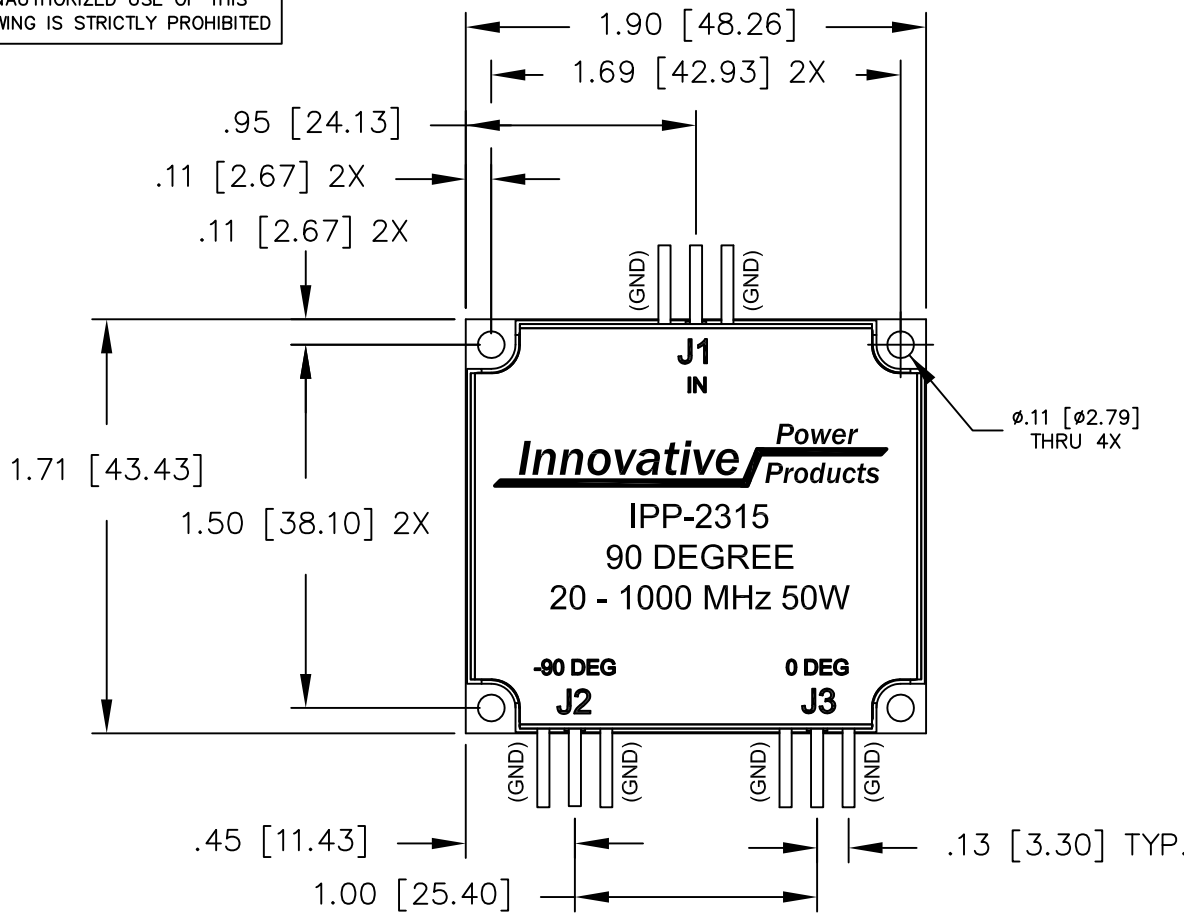 USE OF THIS
IS STRICTLY PROHIBITED
1.90 [48.26]
1.69 [42.93] 2X
.95 [24.13]
.11 [2.67] 2X
.11 [2.67] 2X
(GND)
(GND)
J1
IN
ø.11 [ø2.79]
THRU 4X
Innovative Power
Products
1.71 [43.43]
1.50 [38.10] 2X
IPP-2315
90 DEGREE
20 - 1000 MHz 50W
-90 DEG
0 DEG
J2
J3
(GND)
(GND)
(GND)
(GND)
.45 [11.43]
.13 [3.30] TYP.
1.00 [25.40]